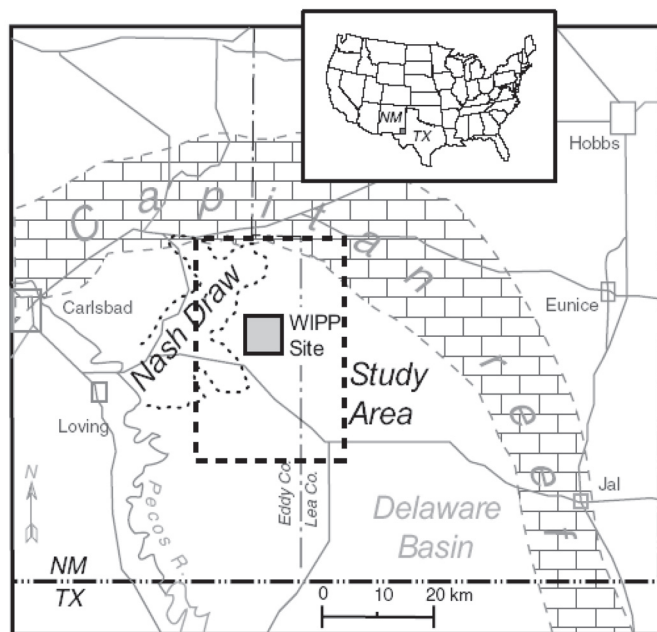 NM
TX
Hobbs
Capitan reef
Carlsbad
Nash Draw
WIPP
Site
Eunice
Study
Area
Loving
N
Pecos R.
Eddy Co.
Lea Co.
Delaware
Basin
Jal
NM
TX
0 10 20 km